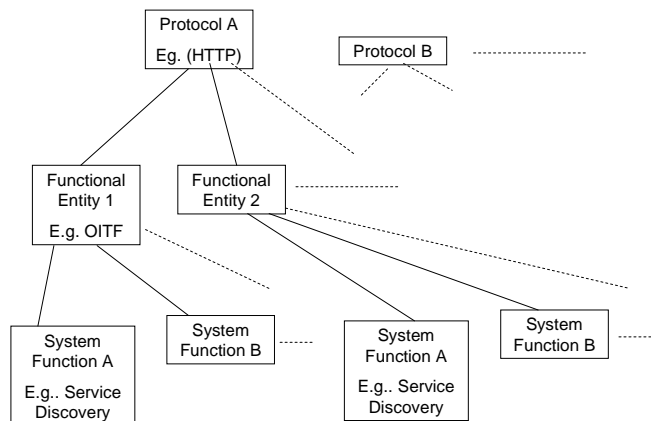 Protocol A
Eg. (HTTP)
Protocol B
Functional
Entity 1
E.g. OITF
Functional
Entity 2
System
Function A
E.g.. Service
Discovery
System
Function B
System
Function A
E.g.. Service
Discovery
System
Function B